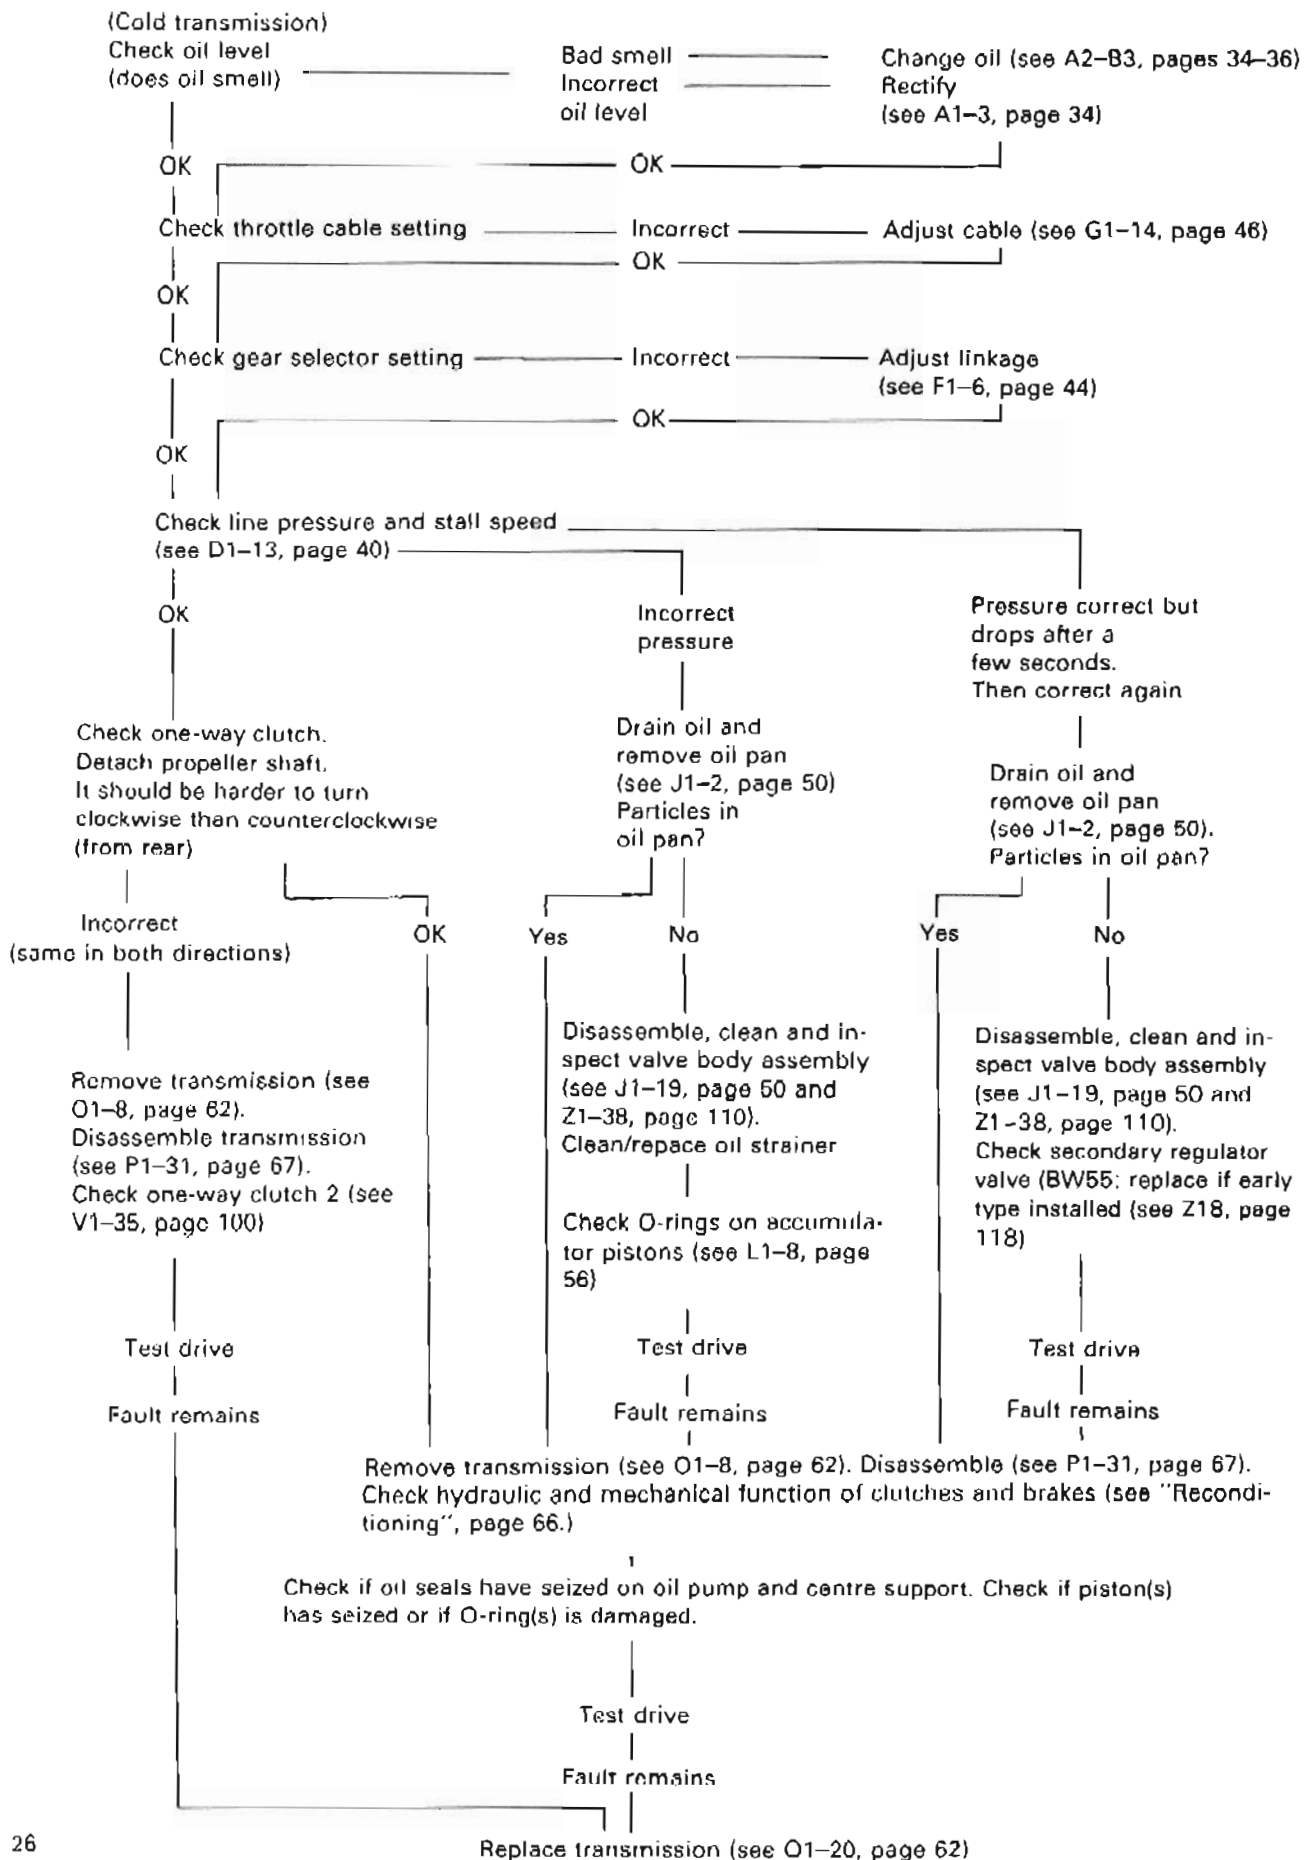 (Cold transmission)
Check oil level
(does oil smell)
Bad smell
Incorrect
oil level
Change oil (see A2–B3, pages 34–36)
Rectify
(see A1–3, page 34)
OK
OK
Check throttle cable setting
Incorrect
Adjust cable (see G1–14, page 46)
OK
OK
Check gear selector setting
Incorrect
Adjust linkage
(see F1–6, page 44)
OK
OK
Check line pressure and stall speed
(see D1–13, page 40)
OK
Incorrect
pressure
Pressure correct but
drops after a
few seconds.
Then correct again
Check one-way clutch.
Detach propeller shaft.
It should be harder to turn
clockwise than counterclockwise
(from rear)
Drain oil and
remove oil pan
(see J1–2, page 50)
Particles in
oil pan?
Drain oil and
remove oil pan
(see J1–2, page 50).
Particles in oil pan?
Incorrect
(same in both directions)
OK
Yes
No
Yes
No
Remove transmission (see
O1–8, page 62).
Disassemble transmission
(see P1–31, page 67).
Check one-way clutch 2 (see
V1–35, page 100)
Disassemble, clean and in-
spect valve body assembly
(see J1–19, page 50 and
Z1–38, page 110).
Clean/repace oil strainer
Check O-rings on accumula-
tor pistons (see L1–8, page
56)
Disassemble, clean and in-
spect valve body assembly
(see J1–19, page 50 and
Z1–38, page 110).
Check secondary regulator
valve (BW55: replace if early
type installed (see Z18, page
118)
Test drive
Test drive
Test drive
Fault remains
Fault remains
Fault remains
Remove transmission (see O1–8, page 62). Disassemble (see P1–31, page 67).
Check hydraulic and mechanical function of clutches and brakes (see "Recondi-
tioning", page 66.)
Check if oil seals have seized on oil pump and centre support. Check if piston(s)
has seized or if O-ring(s) is damaged.
Test drive
Fault remains
Replace transmission (see O1–20, page 62)
26